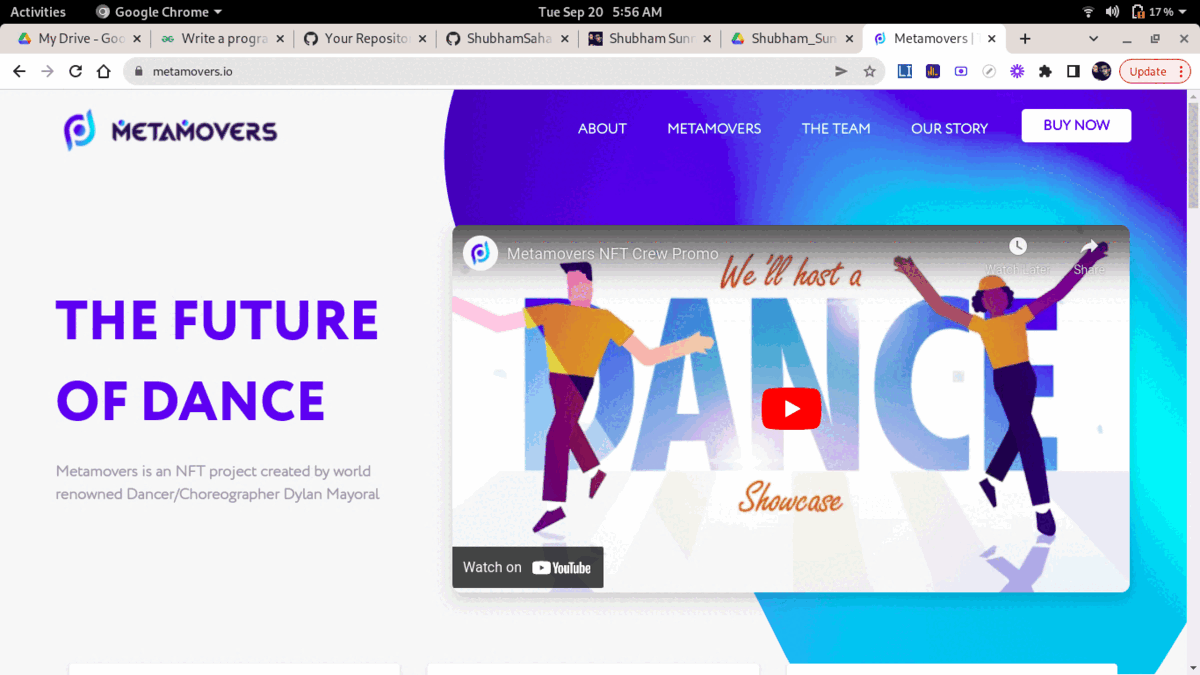 Activities Google Chrome Tue Sep 20 5:56 AM 17 %
My Drive - Goo Write a progra Your Reposito ShubhamSaha Shubham Sunn Shubham_Sun Metamovers | T
metamovers.io Update
METAMOVERS
ABOUT METAMOVERS THE TEAM OUR STORY BUY NOW
Metamovers NFT Crew Promo
Watch Later Share
We'll host a
DANCE
Showcase
Watch on YouTube
THE FUTURE
OF DANCE
Metamovers is an NFT project created by world
renowned Dancer/Choreographer Dylan Mayoral